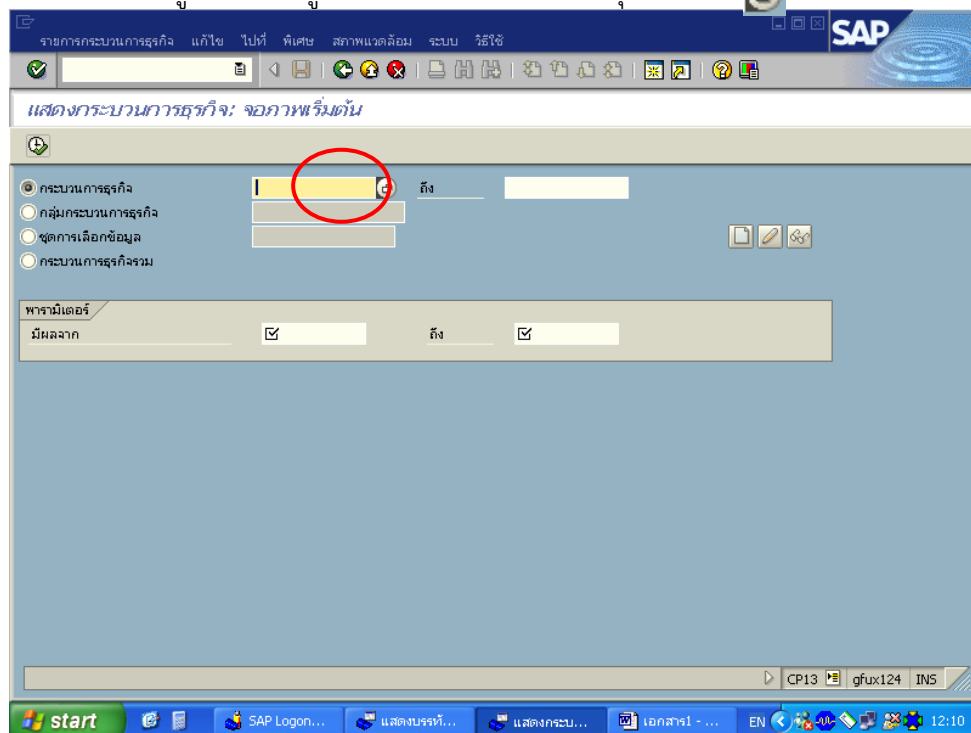 รายการกระบวนการธุรกิจ แก้ไข ไปที่ พิเศษ สภาพแวดล้อม ระบบ วิธีใช้
SAP
แสดงกระบวนการธุรกิจ: จอภาพเริ่มต้น
กระบวนการธุรกิจ ถึง
กลุ่มกระบวนการธุรกิจ
ชุดการเลือกข้อมูล
กระบวนการธุรกิจรวม
พารามิเตอร์
มีผลจาก ถึง
CP13 gfux124 INS
start SAP Logon... แสดงบรรทั... แสดงกระบ... เอกสาร1 - ... EN 12:10